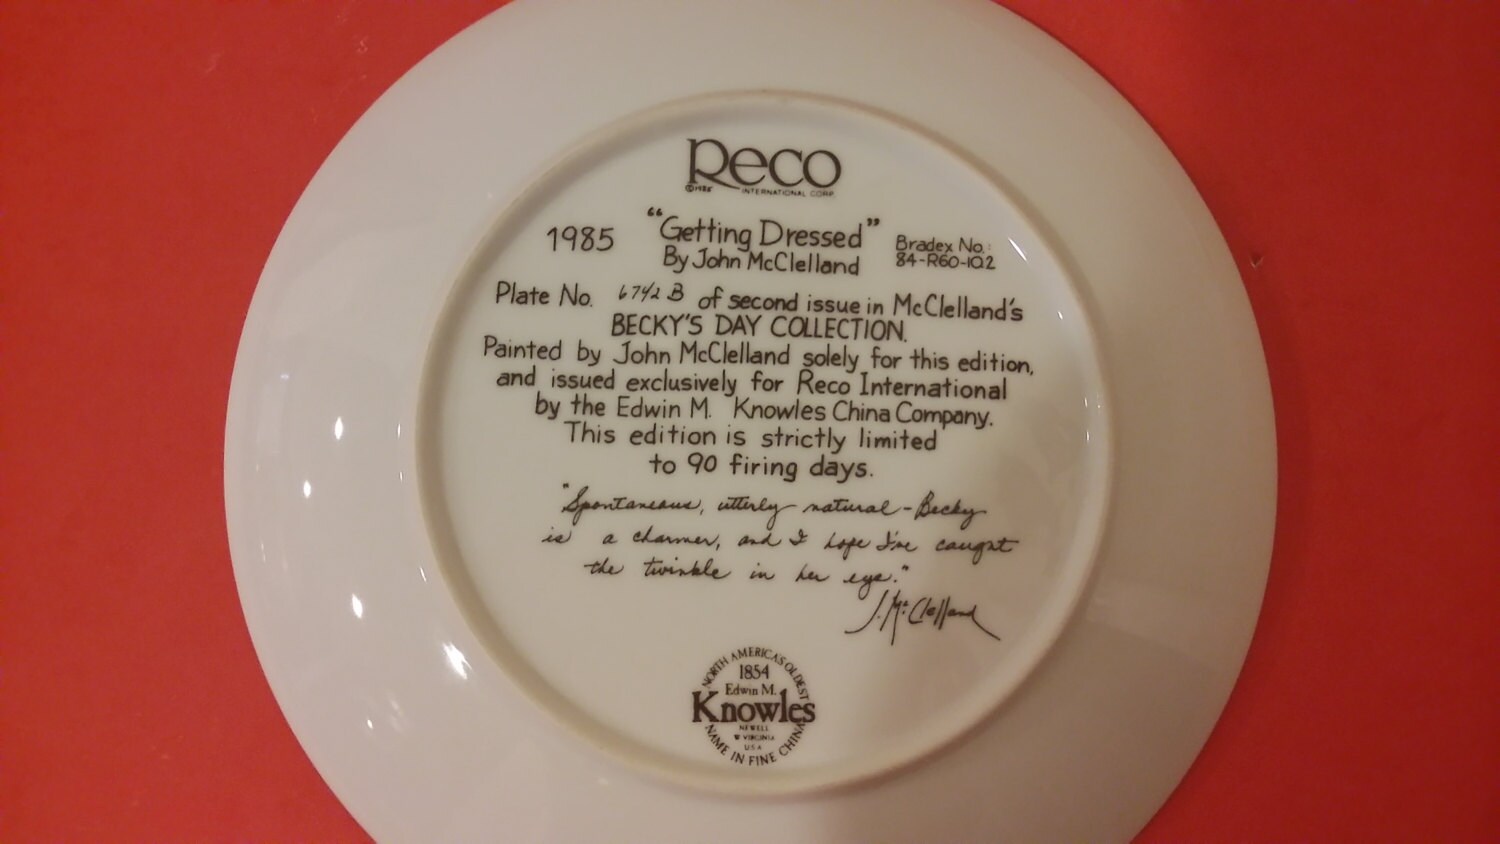 Reco
INTERNATIONAL CORP.
1985
"Getting Dressed"
By John McClelland
Bradex No.:
84-R60-1Q2
Plate No. 6742 B of second issue in McClelland's
BECKY'S DAY COLLECTION.
Painted by John McClelland solely for this edition,
and issued exclusively for Reco International
by the Edwin M. Knowles China Company.
This edition is strictly limited
to 90 firing days.
"Spontaneous, utterly natural - Becky
is a charmer, and I hope I've caught
the twinkle in her eye."
J. McClelland
NORTH AMERICA'S OLDEST
1854
Edwin M.
Knowles
NEWELL
W VIRGINIA
USA
NAME IN FINE CHINA